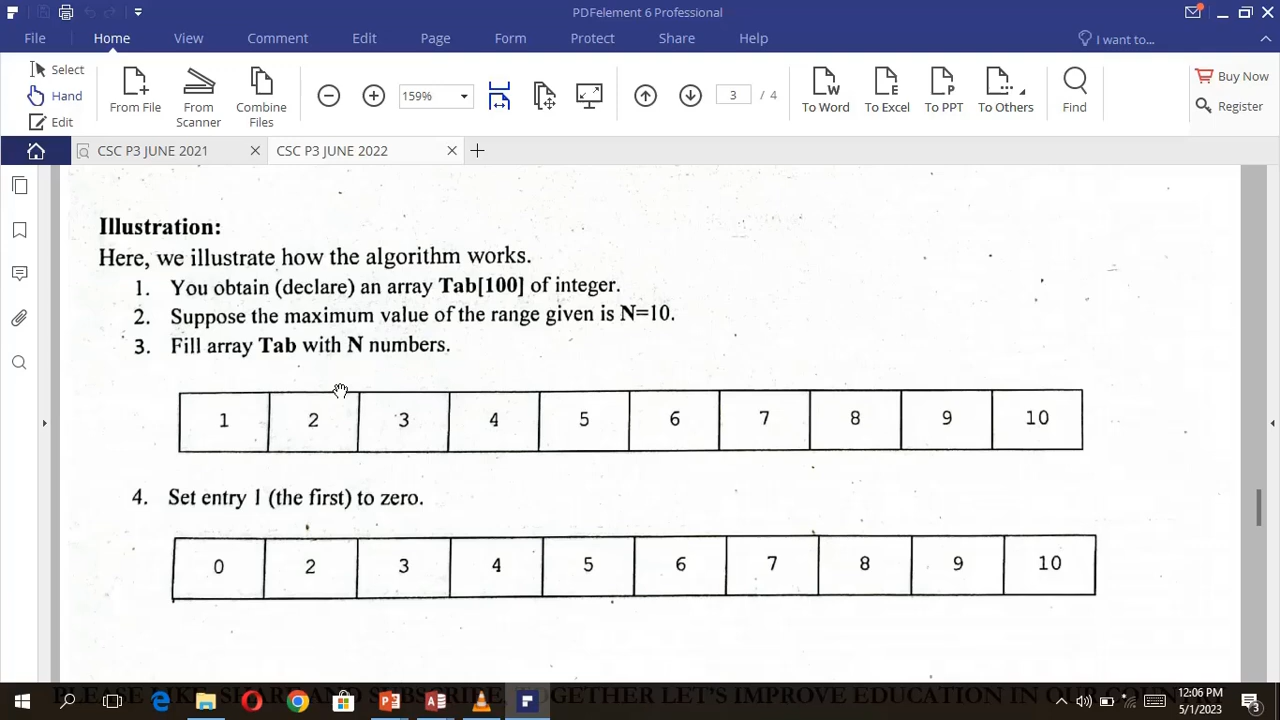 PDFelement 6 Professional
File Home View Comment Edit Page Form Protect Share Help I want to...
Select
Hand
Edit
From File
From Scanner
Combine Files
159%
3 / 4
To Word
To Excel
To PPT
To Others
Find
Buy Now
Register
CSC P3 JUNE 2021
CSC P3 JUNE 2022
Illustration:
Here, we illustrate how the algorithm works.
1. You obtain (declare) an array Tab[100] of integer.
2. Suppose the maximum value of the range given is N=10.
3. Fill array Tab with N numbers.
1 2 3 4 5 6 7 8 9 10
4. Set entry 1 (the first) to zero.
0 2 3 4 5 6 7 8 9 10
12:06 PM
5/1/2023
3